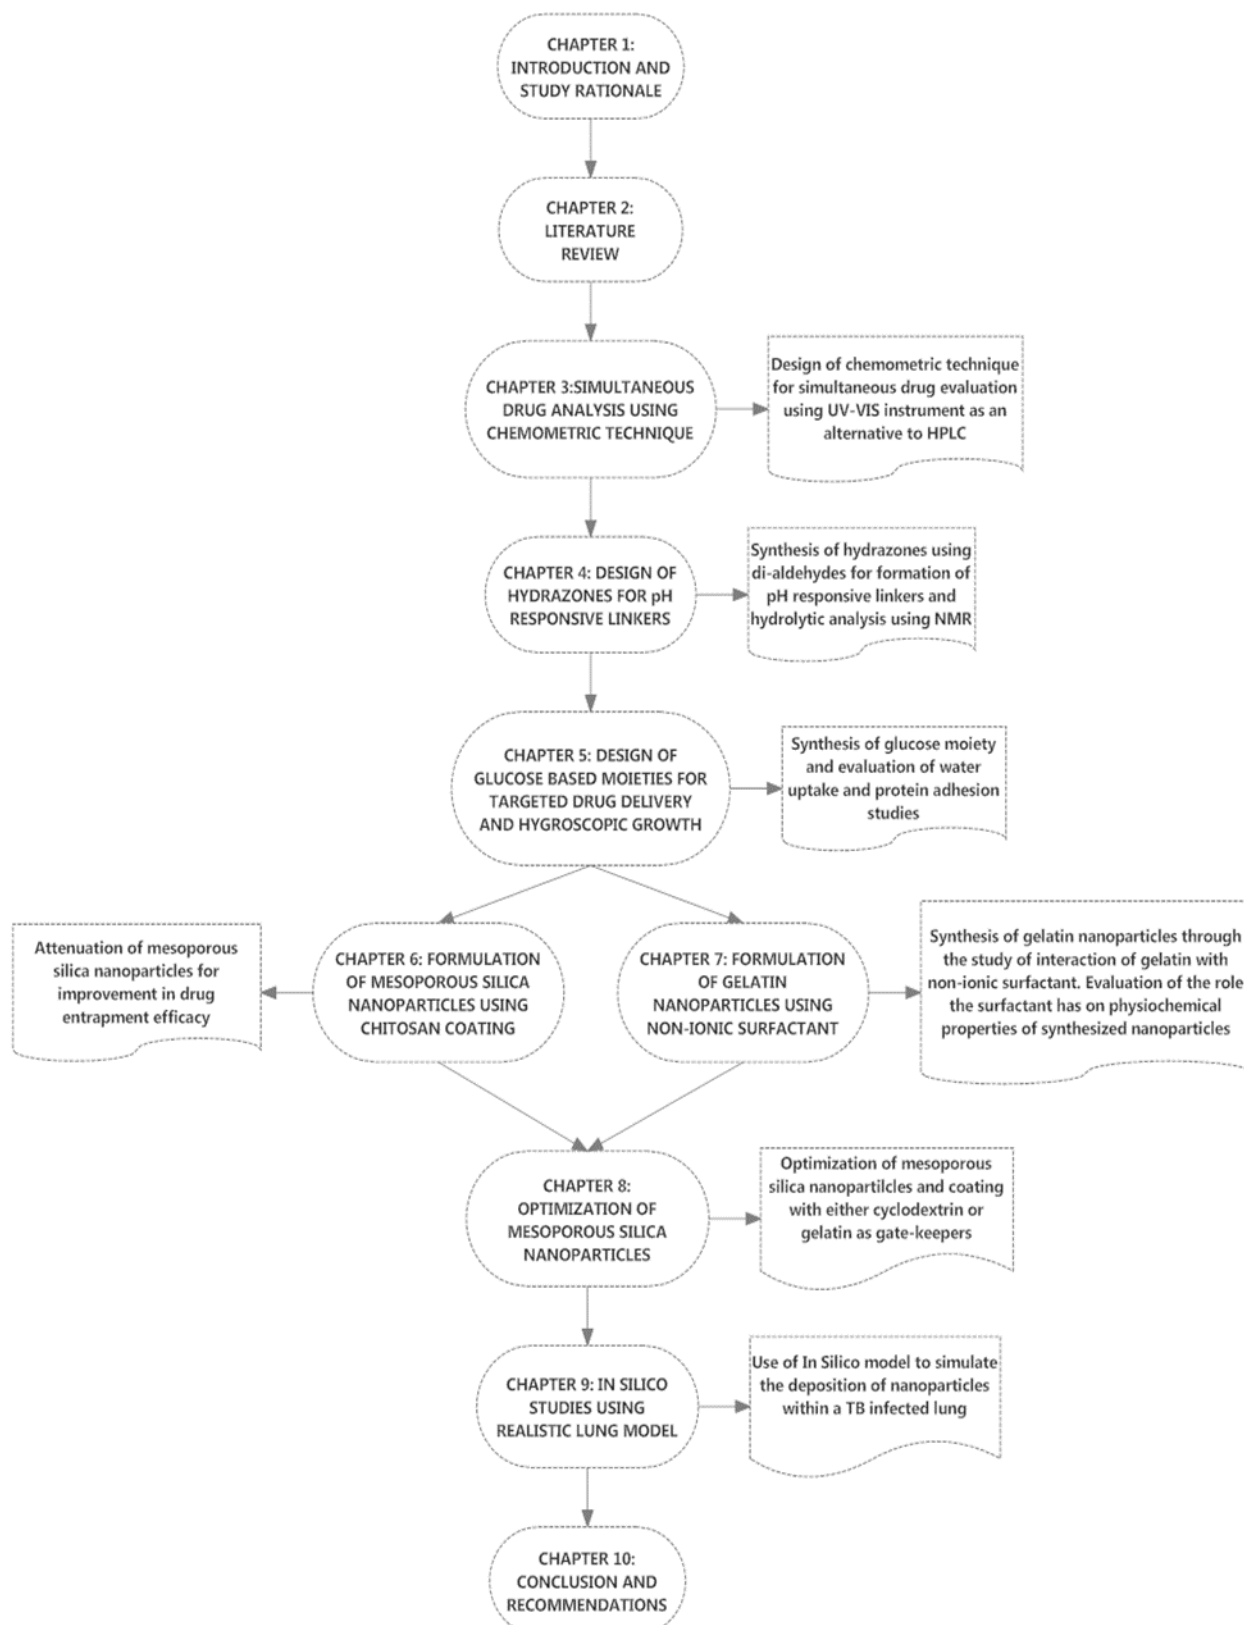 CHAPTER 1:
INTRODUCTION AND
STUDY RATIONALE
CHAPTER 2:
LITERATURE
REVIEW
CHAPTER 3:SIMULTANEOUS
DRUG ANALYSIS USING
CHEMOMETRIC TECHNIQUE
Design of chemometric technique
for simultaneous drug evaluation
using UV-VIS instrument as an
alternative to HPLC
CHAPTER 4: DESIGN OF
HYDRAZONES FOR pH
RESPONSIVE LINKERS
Synthesis of hydrazones using
di-aldehydes for formation of
pH responsive linkers and
hydrolytic analysis using NMR
CHAPTER 5: DESIGN OF
GLUCOSE BASED MOIETIES FOR
TARGETED DRUG DELIVERY
AND HYGROSCOPIC GROWTH
Synthesis of glucose moiety
and evaluation of water
uptake and protein adhesion
studies
Attenuation of mesoporous
silica nanoparticles for
improvement in drug
entrapment efficacy
CHAPTER 6: FORMULATION
OF MESOPOROUS SILICA
NANOPARTICLES USING
CHITOSAN COATING
CHAPTER 7: FORMULATION
OF GELATIN
NANOPARTICLES USING
NON-IONIC SURFACTANT
Synthesis of gelatin nanoparticles through
the study of interaction of gelatin with
non-ionic surfactant. Evaluation of the role
the surfactant has on physiochemical
properties of synthesized nanoparticles
CHAPTER 8:
OPTIMIZATION OF
MESOPOROUS SILICA
NANOPARTICLES
Optimization of mesoporous
silica nanopartilcles and coating
with either cyclodextrin or
gelatin as gate-keepers
CHAPTER 9: IN SILICO
STUDIES USING
REALISTIC LUNG MODEL
Use of In Silico model to simulate
the deposition of nanoparticles
within a TB infected lung
CHAPTER 10:
CONCLUSION AND
RECOMMENDATIONS